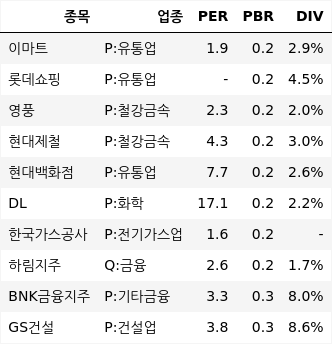 종목 업종 PER PBR DIV
이마트 P:유통업 1.9 0.2 2.9%
롯데쇼핑 P:유통업 - 0.2 4.5%
영풍 P:철강금속 2.3 0.2 2.0%
현대제철 P:철강금속 4.3 0.2 3.0%
현대백화점 P:유통업 7.7 0.2 2.6%
DL P:화학 17.1 0.2 2.2%
한국가스공사 P:전기가스업 1.6 0.2 -
하림지주 Q:금융 2.6 0.2 1.7%
BNK금융지주 P:기타금융 3.3 0.3 8.0%
GS건설 P:건설업 3.8 0.3 8.6%